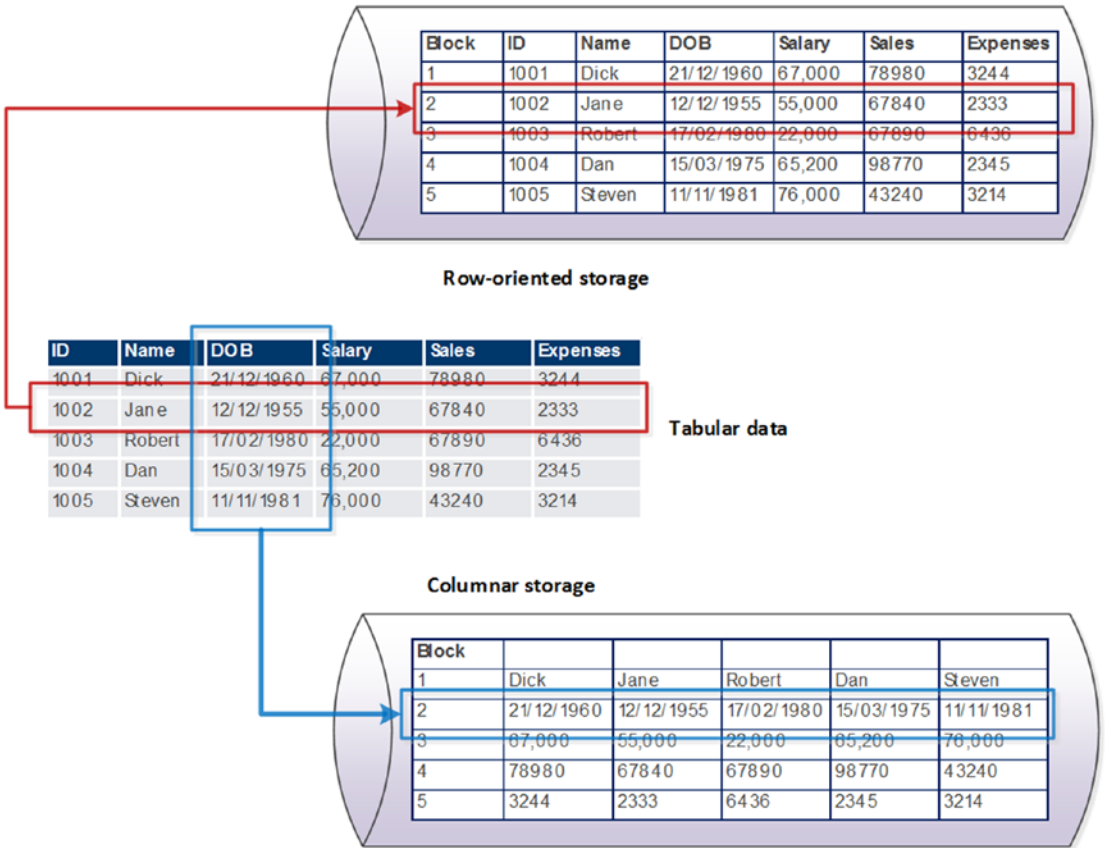 Block ID Name DOB Salary Sales Expenses
1 1001 Dick 21/12/1960 67,000 78980 3244
2 1002 Jane 12/12/1955 55,000 67840 2333
3 1003 Robert 17/02/1980 22,000 67890 6436
4 1004 Dan 15/03/1975 65,200 98770 2345
5 1005 Steven 11/11/1981 76,000 43240 3214
Row-oriented storage
ID Name DOB Salary Sales Expenses
1001 Dick 21/12/1960 67,000 78980 3244
1002 Jane 12/12/1955 55,000 67840 2333
1003 Robert 17/02/1980 22,000 67890 6436
1004 Dan 15/03/1975 65,200 98770 2345
1005 Steven 11/11/1981 76,000 43240 3214
Tabular data
Columnar storage
Block
1 Dick Jane Robert Dan Steven
2 21/12/1960 12/12/1955 17/02/1980 15/03/1975 11/11/1981
3 67,000 55,000 22,000 65,200 76,000
4 78980 67840 67890 98770 43240
5 3244 2333 6436 2345 3214